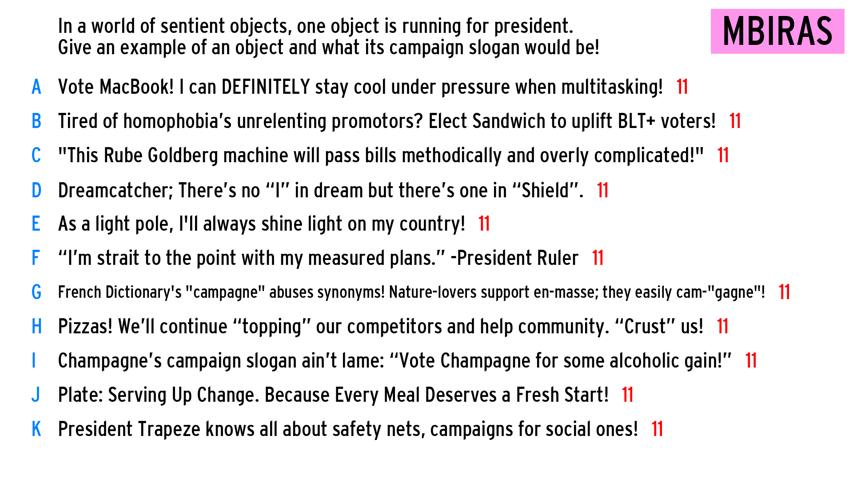 In a world of sentient objects, one object is running for president.
Give an example of an object and what its campaign slogan would be!
MBIRAS
A Vote MacBook! I can DEFINITELY stay cool under pressure when multitasking! 11
B Tired of homophobia's unrelenting promotors? Elect Sandwich to uplift BLT+ voters! 11
C "This Rube Goldberg machine will pass bills methodically and overly complicated!" 11
D Dreamcatcher; There's no “I” in dream but there's one in “Shield”. 11
E As a light pole, I'll always shine light on my country! 11
F “I'm strait to the point with my measured plans.” -President Ruler 11
G French Dictionary's "campagne" abuses synonyms! Nature-lovers support en-masse; they easily cam-"gagne"! 11
H Pizzas! We'll continue “topping” our competitors and help community. “Crust” us! 11
I Champagne's campaign slogan ain't lame: “Vote Champagne for some alcoholic gain!” 11
J Plate: Serving Up Change. Because Every Meal Deserves a Fresh Start! 11
K President Trapeze knows all about safety nets, campaigns for social ones! 11